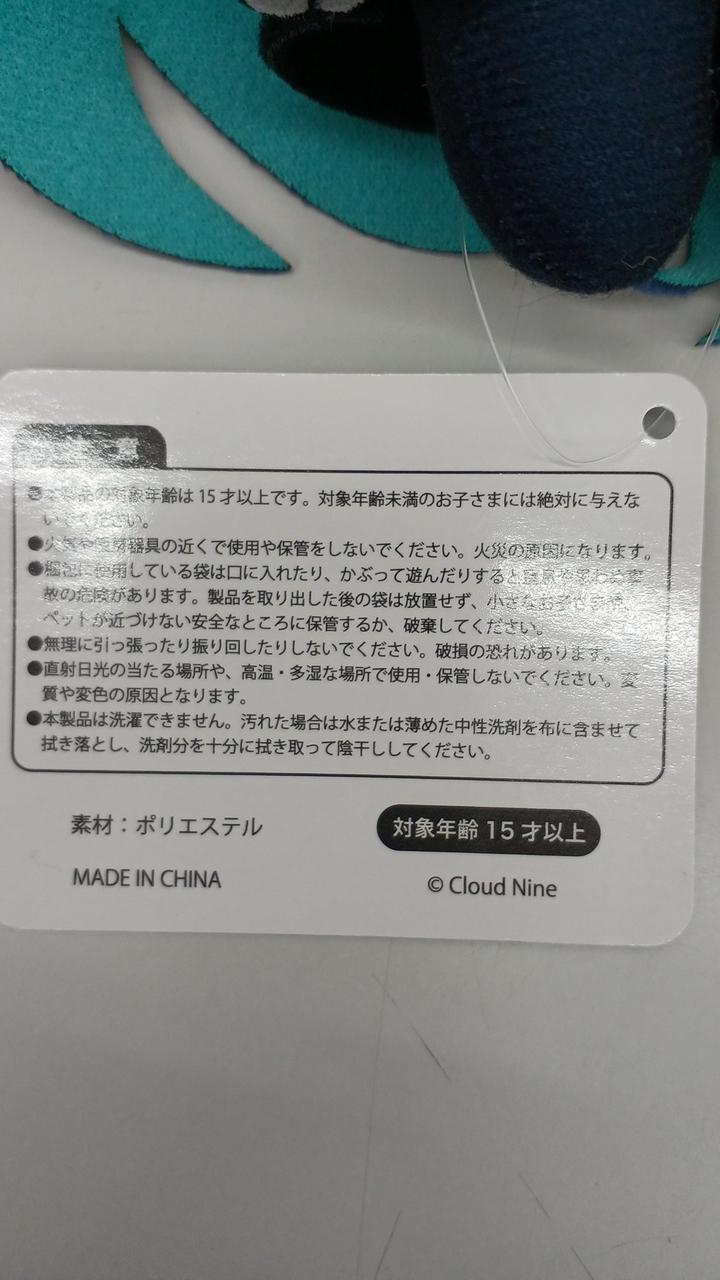 ●本製品の対象年齢は15才以上です。対象年齢未満のお子さまには絶対に与えな
いでください。
●火気や暖房器具の近くで使用や保管をしないでください。火災の原因になります。
●梱包に使用している袋は口に入れたり、かぶって遊んだりすると窒息や思わぬ事
故の危険があります。製品を取り出した後の袋は放置せず、小さなお子さまや、
ペットが近づけない安全なところに保管するか、破棄してください。
●無理に引っ張ったり振り回したりしないでください。破損の恐れがあります。
●直射日光の当たる場所や、高温・多湿な場所で使用・保管しないでください。変
質や変色の原因となります。
●本製品は洗濯できません。汚れた場合は水または薄めた中性洗剤を布に含ませて
拭き落とし、洗剤分を十分に拭き取って陰干ししてください。
素材：ポリエステル
対象年齢 15 才以上
MADE IN CHINA
© Cloud Nine